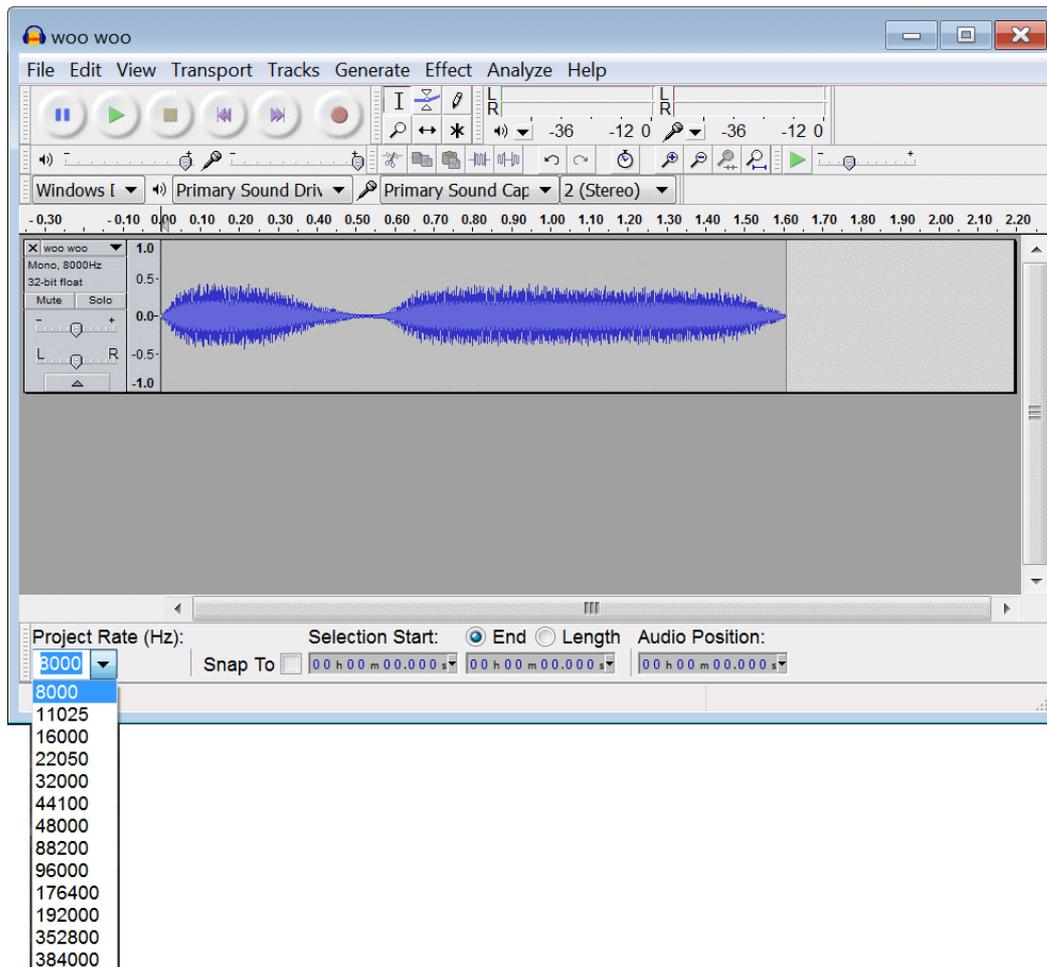 woo woo
File Edit View Transport Tracks Generate Effect Analyze Help
L
R
-36 -12 0
L
R
-36 -12 0
- +
Windows [ Primary Sound Driv Primary Sound Cap 2 (Stereo)
- 0.30 - 0.10 0.00 0.10 0.20 0.30 0.40 0.50 0.60 0.70 0.80 0.90 1.00 1.10 1.20 1.30 1.40 1.50 1.60 1.70 1.80 1.90 2.00 2.10 2.20
X woo woo
Mono, 8000Hz
32-bit float
Mute Solo
- +
L R
1.0
0.5
0.0
-0.5
-1.0
Project Rate (Hz): Selection Start: End Length Audio Position:
8000 Snap To 00 h 00 m 00.000 s 00 h 00 m 00.000 s 00 h 00 m 00.000 s
8000
11025
16000
22050
32000
44100
48000
88200
96000
176400
192000
352800
384000